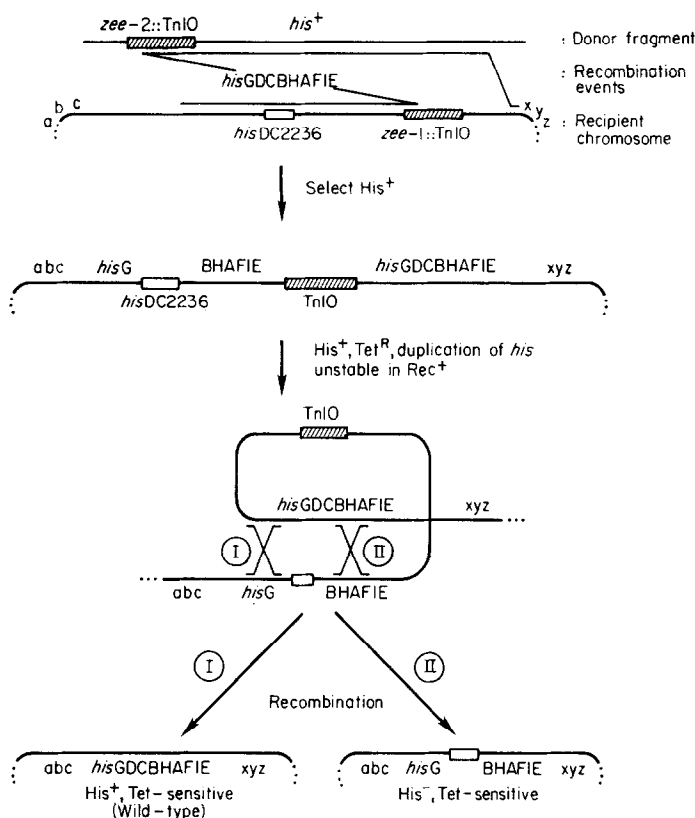 zee-2::Tn10 his+
: Donor fragment
: Recombination events
hisGDCBHAFIE
a b c x y z
: Recipient chromosome
hisDC2236 zee-1::Tn10
Select His+
abc hisG BHAFIE hisGDCBHAFIE xyz
hisDC2236 Tn10
His+, TetR, duplication of his
unstable in Rec+
Tn10
hisGDCBHAFIE xyz
I II
... abc hisG BHAFIE ...
I II
Recombination
abc hisGDCBHAFIE xyz abc hisG BHAFIE xyz
His+, Tet-sensitive
(Wild-type)
His-, Tet-sensitive